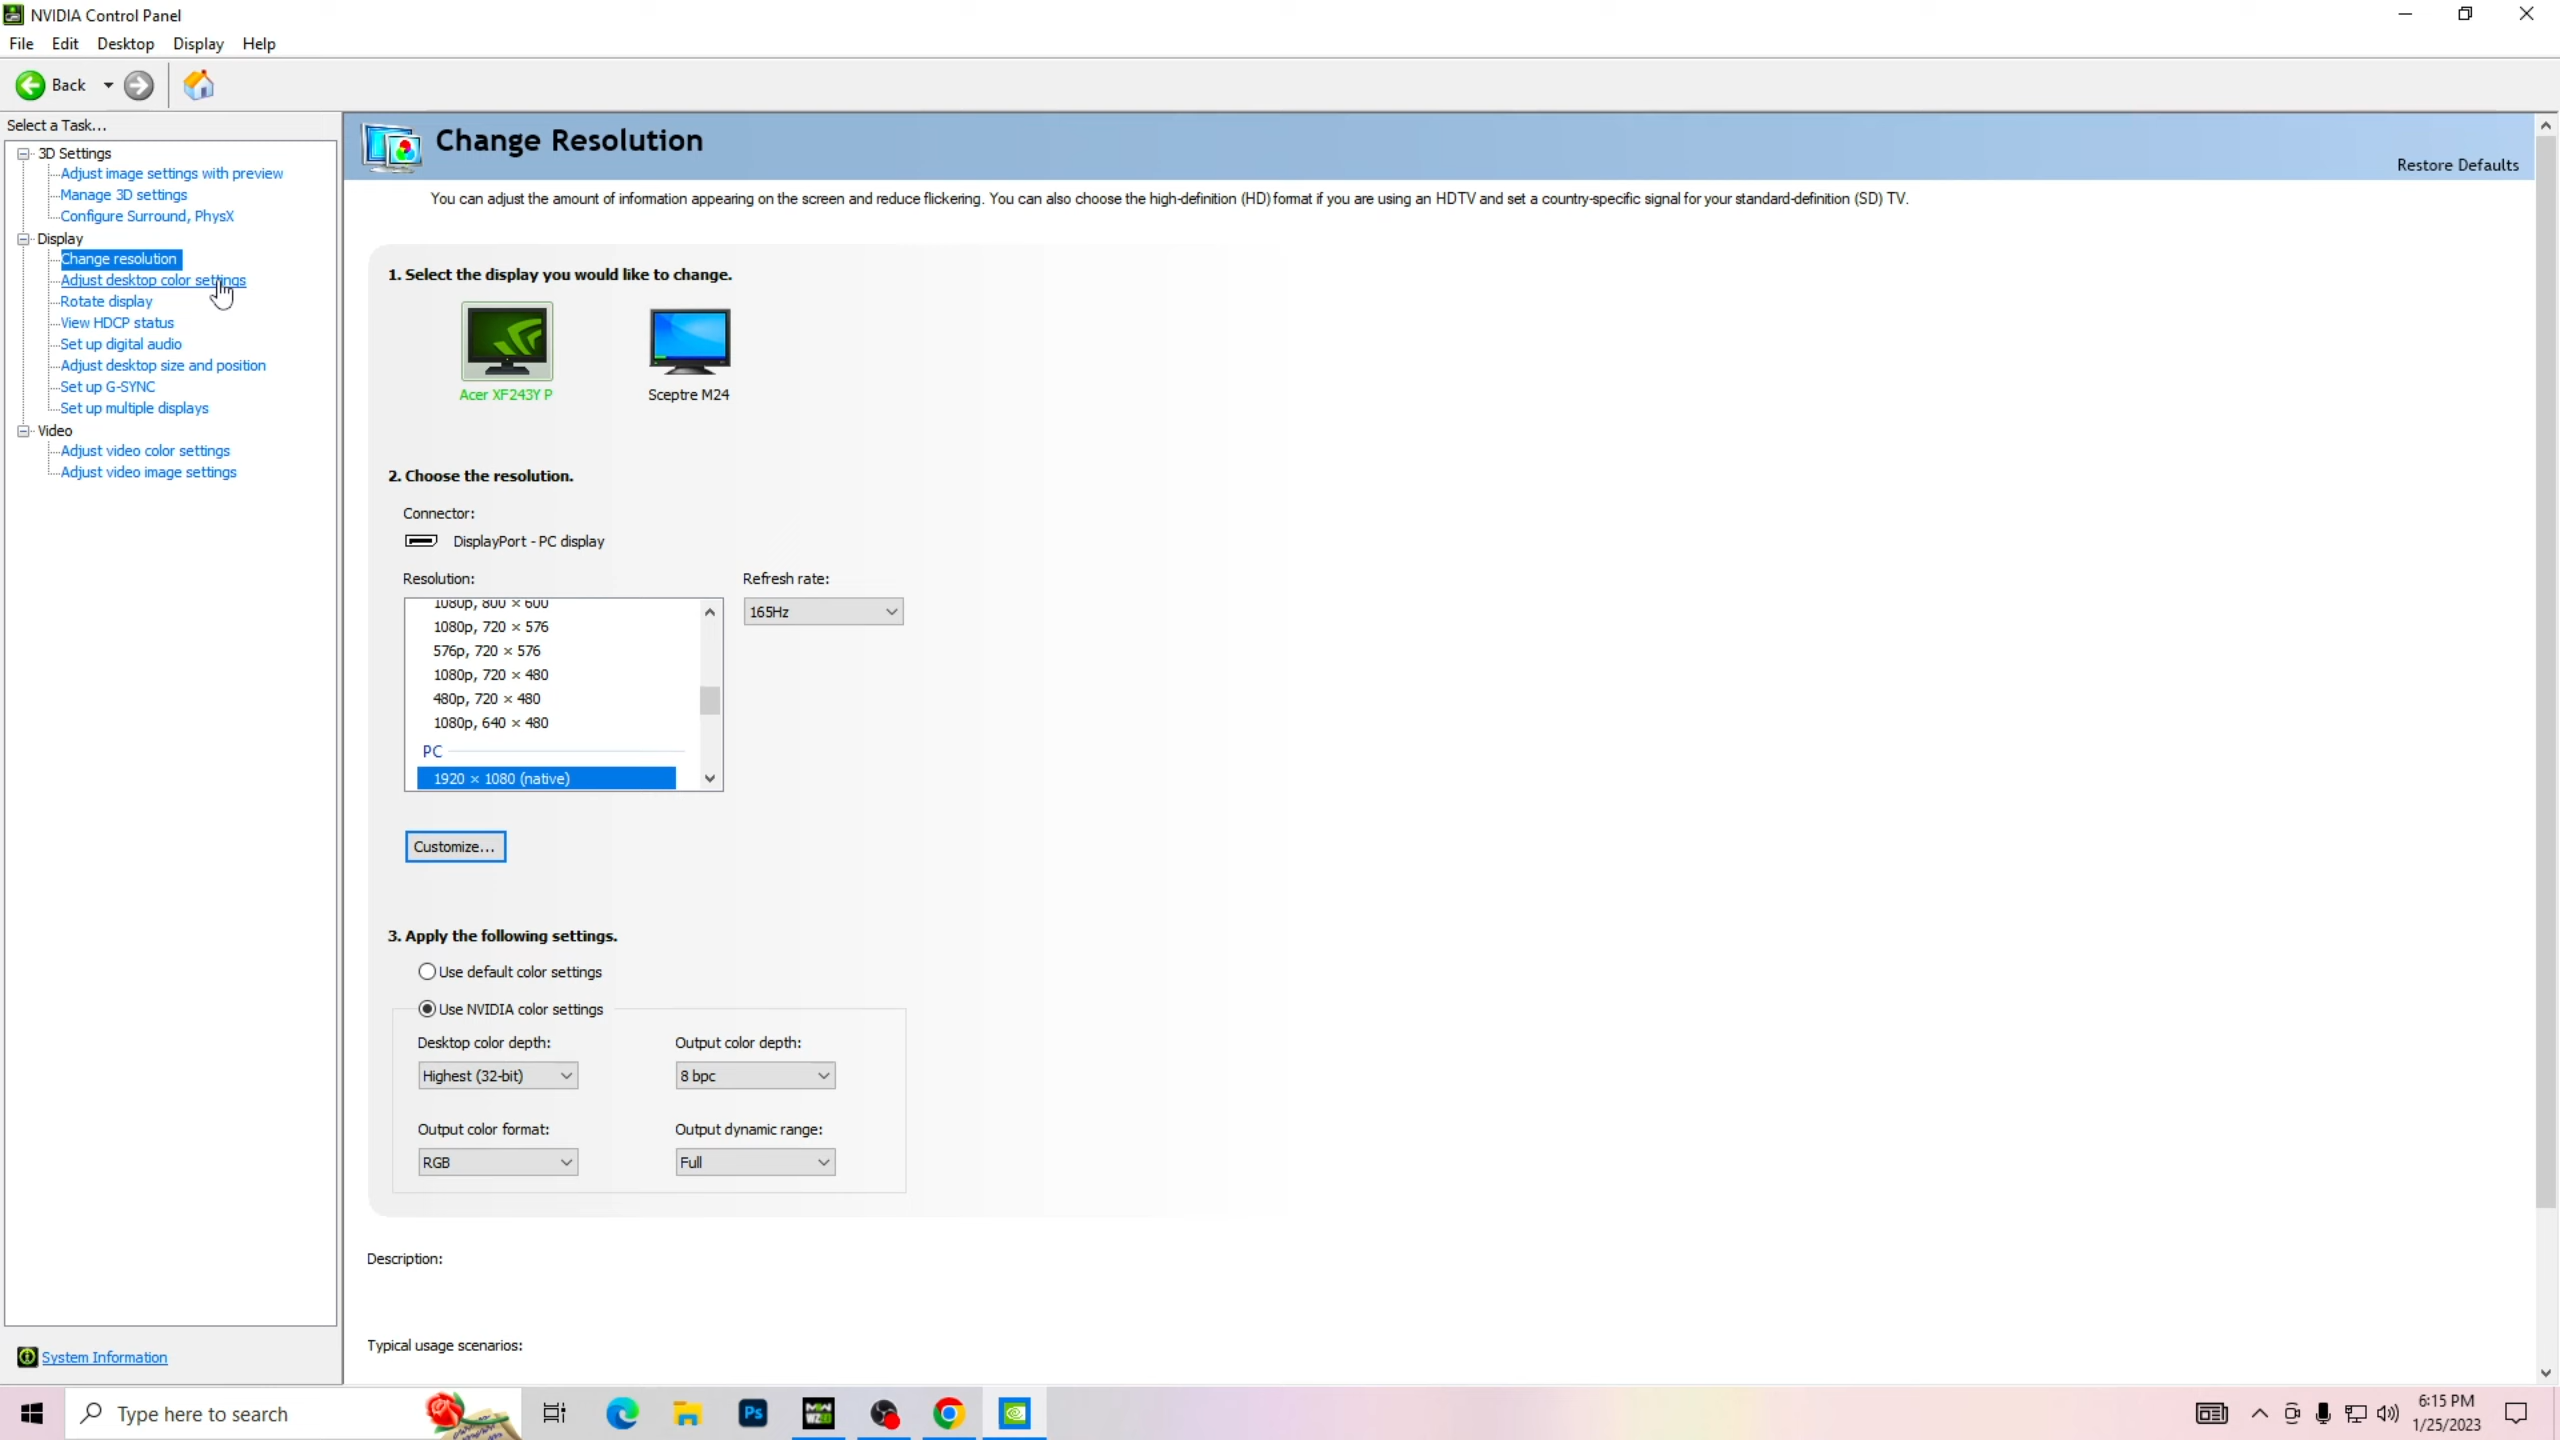 NVIDIA Control Panel
File Edit Desktop Display Help
Back
Select a Task...
3D Settings
Adjust image settings with preview
Manage 3D settings
Configure Surround, PhysX
Display
Change resolution
Adjust desktop color settings
Rotate display
View HDCP status
Set up digital audio
Adjust desktop size and position
Set up G-SYNC
Set up multiple displays
Video
Adjust video color settings
Adjust video image settings
System Information
Change Resolution
Restore Defaults
You can adjust the amount of information appearing on the screen and reduce flickering. You can also choose the high-definition (HD) format if you are using an HDTV and set a country-specific signal for your standard-definition (SD) TV.
1. Select the display you would like to change.
Acer XF243Y P Sceptre M24
2. Choose the resolution.
Connector:
DisplayPort - PC display
Resolution: Refresh rate:
165Hz
1080p, 800 × 600
1080p, 720 × 576
576p, 720 × 576
1080p, 720 × 480
480p, 720 × 480
1080p, 640 × 480
PC
1920 × 1080 (native)
Customize...
3. Apply the following settings.
Use default color settings
Use NVIDIA color settings
Desktop color depth: Output color depth:
Highest (32-bit) 8 bpc
Output color format: Output dynamic range:
RGB Full
Description:
Typical usage scenarios:
Type here to search
Ps
6:15 PM
1/25/2023